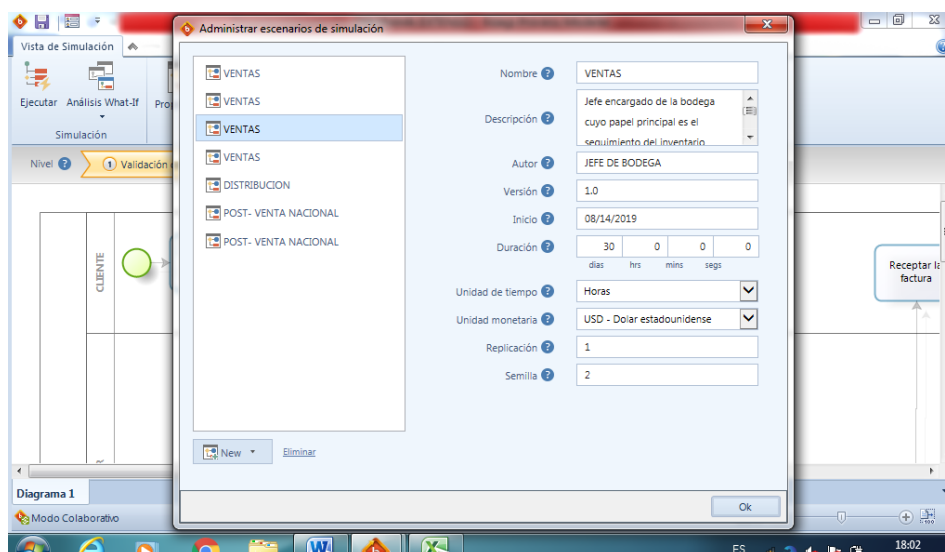 Administrar escenarios de simulación
Vista de Simulación
Ejecutar
Análisis What-If
Simulación
Nivel
1 Validación
VENTAS
VENTAS
VENTAS
VENTAS
DISTRIBUCION
POST- VENTA NACIONAL
POST- VENTA NACIONAL
New
Eliminar
Nombre ? VENTAS
Descripción ? Jefe encargado de la bodega
cuyo papel principal es el
seguimiento del inventario
Autor ? JEFE DE BODEGA
Versión ? 1.0
Inicio ? 08/14/2019
Duración ? 30 0 0 0
dias hrs mins segs
Unidad de tiempo ? Horas
Unidad monetaria ? USD - Dolar estadounidense
Replicación ? 1
Semilla ? 2
Ok
CLIENTE
Receptar la
factura
Diagrama 1
Modo Colaborativo
ES
18:02